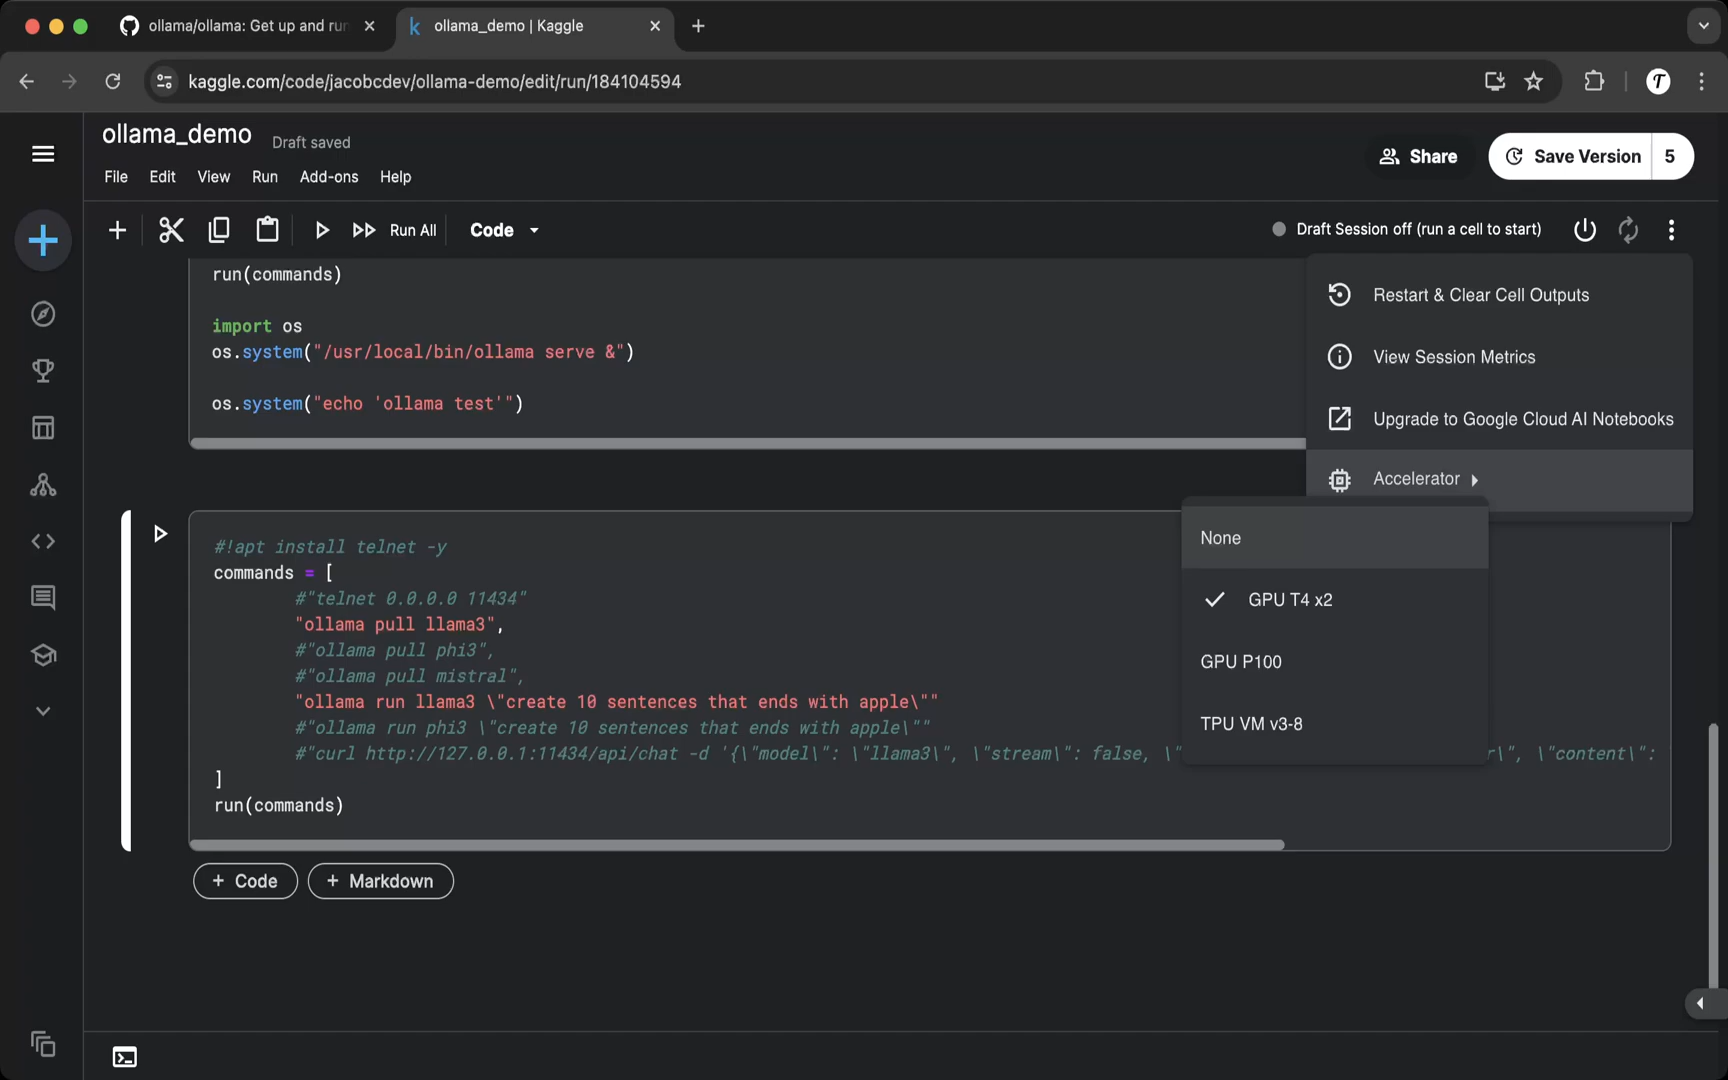 ollama/ollama: Get up and run
ollama_demo | Kaggle
kaggle.com/code/jacobcdev/ollama-demo/edit/run/184104594
T
ollama_demo Draft saved
Share
Save Version 5
File Edit View Run Add-ons Help
Run All
Code
Draft Session off (run a cell to start)
run(commands)
import os
os.system("/usr/local/bin/ollama serve &")
os.system("echo 'ollama test'")
Restart & Clear Cell Outputs
View Session Metrics
Upgrade to Google Cloud AI Notebooks
Accelerator
None
GPU T4 x2
GPU P100
TPU VM v3-8
#!apt install telnet -y
commands = [
#"telnet 0.0.0.0 11434"
"ollama pull llama3",
#"ollama pull phi3",
#"ollama pull mistral",
"ollama run llama3 \"create 10 sentences that ends with apple\""
#"ollama run phi3 \"create 10 sentences that ends with apple\""
#"curl http://127.0.0.1:11434/api/chat -d '{\"model\": \"llama3\", \"stream\": false, \" r\", \"content\":
]
run(commands)
+ Code
+ Markdown